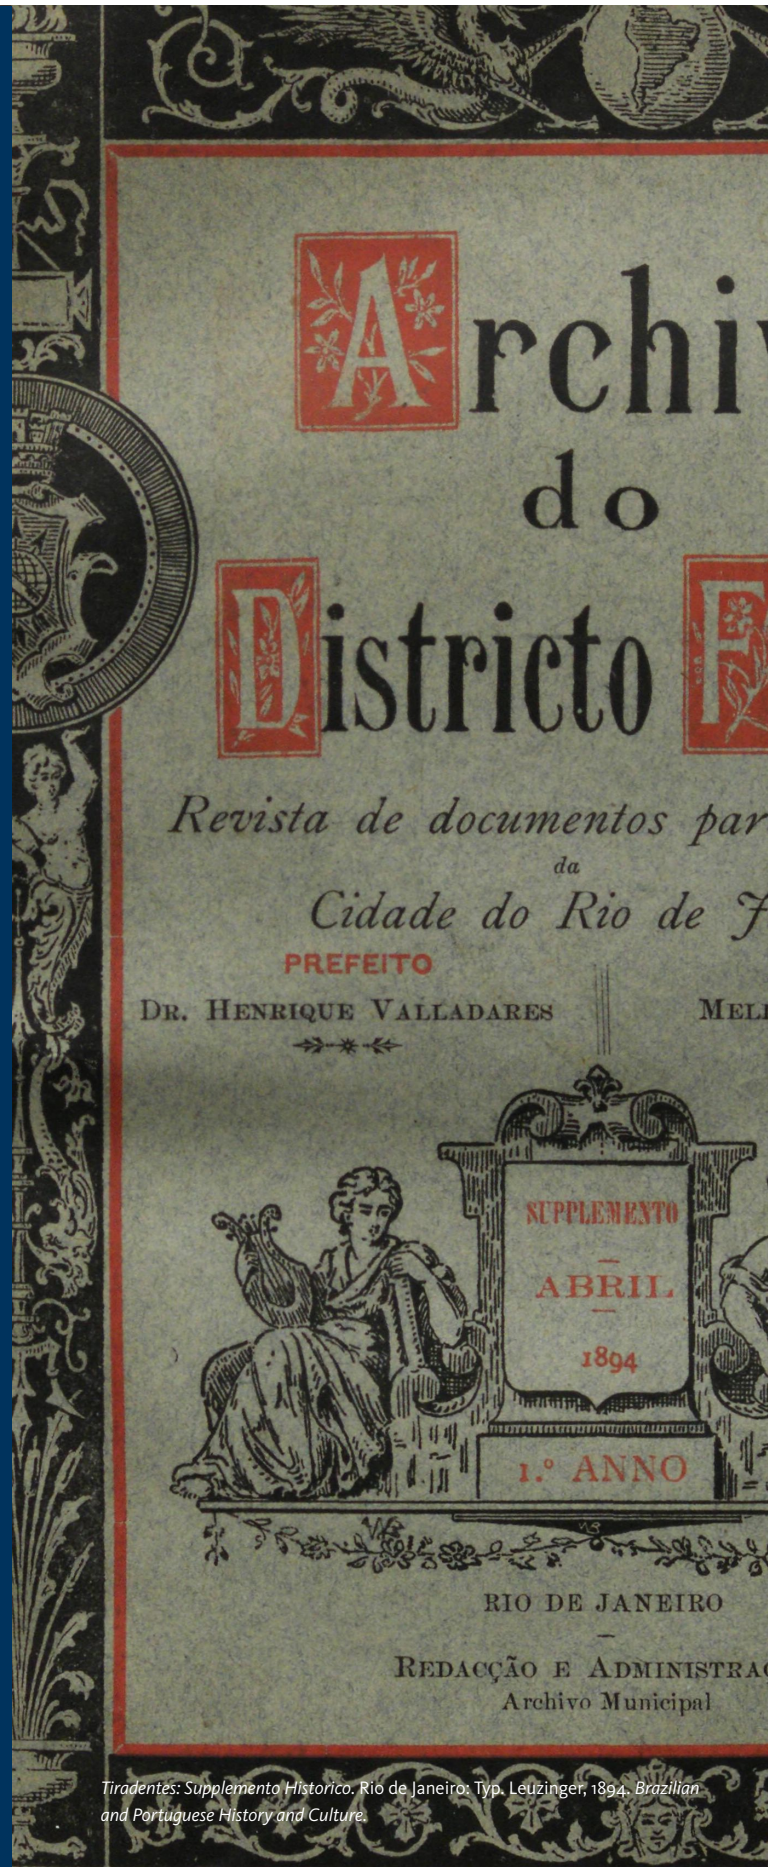 Archiv
do
Districto F
Revista de documentos par
da
Cidade do Rio de J
PREFEITO
DR. HENRIQUE VALLADARES
MELL
SUPPLEMENTO
ABRIL
1894
1.º ANNO
RIO DE JANEIRO
REDACÇÃO E ADMINISTRAÇ
Archivo Municipal
Tiradentes: Supplemento Historico. Rio de Janeiro: Typ. Leuzinger, 1894. Brazilian
and Portuguese History and Culture.